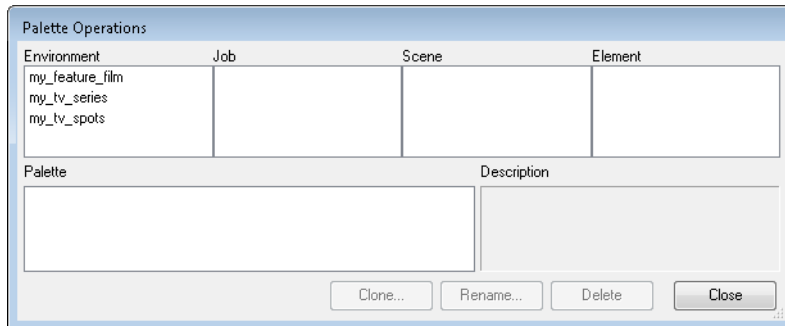 Palette Operations
Environment Job Scene Element
my_feature_film
my_tv_series
my_tv_spots
Palette Description
Clone... Rename... Delete Close